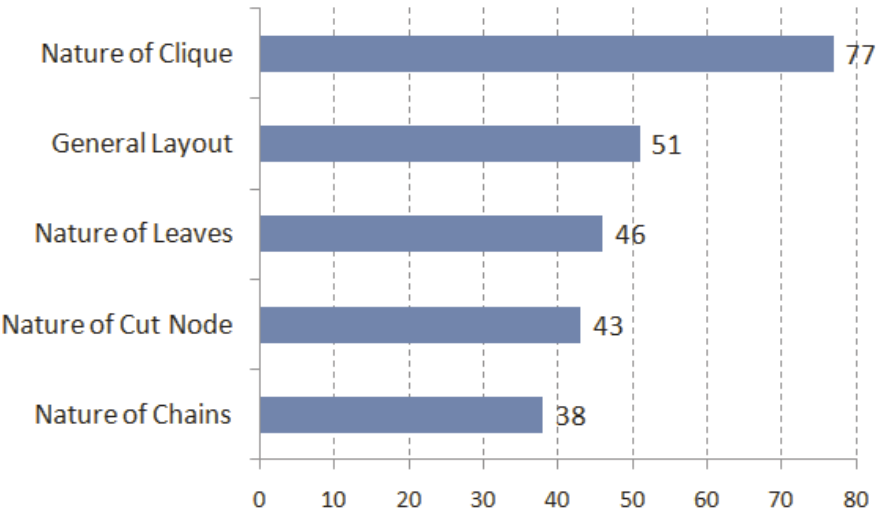 Nature of Clique 77
General Layout 51
Nature of Leaves 46
Nature of Cut Node 43
Nature of Chains 38
0 10 20 30 40 50 60 70 80